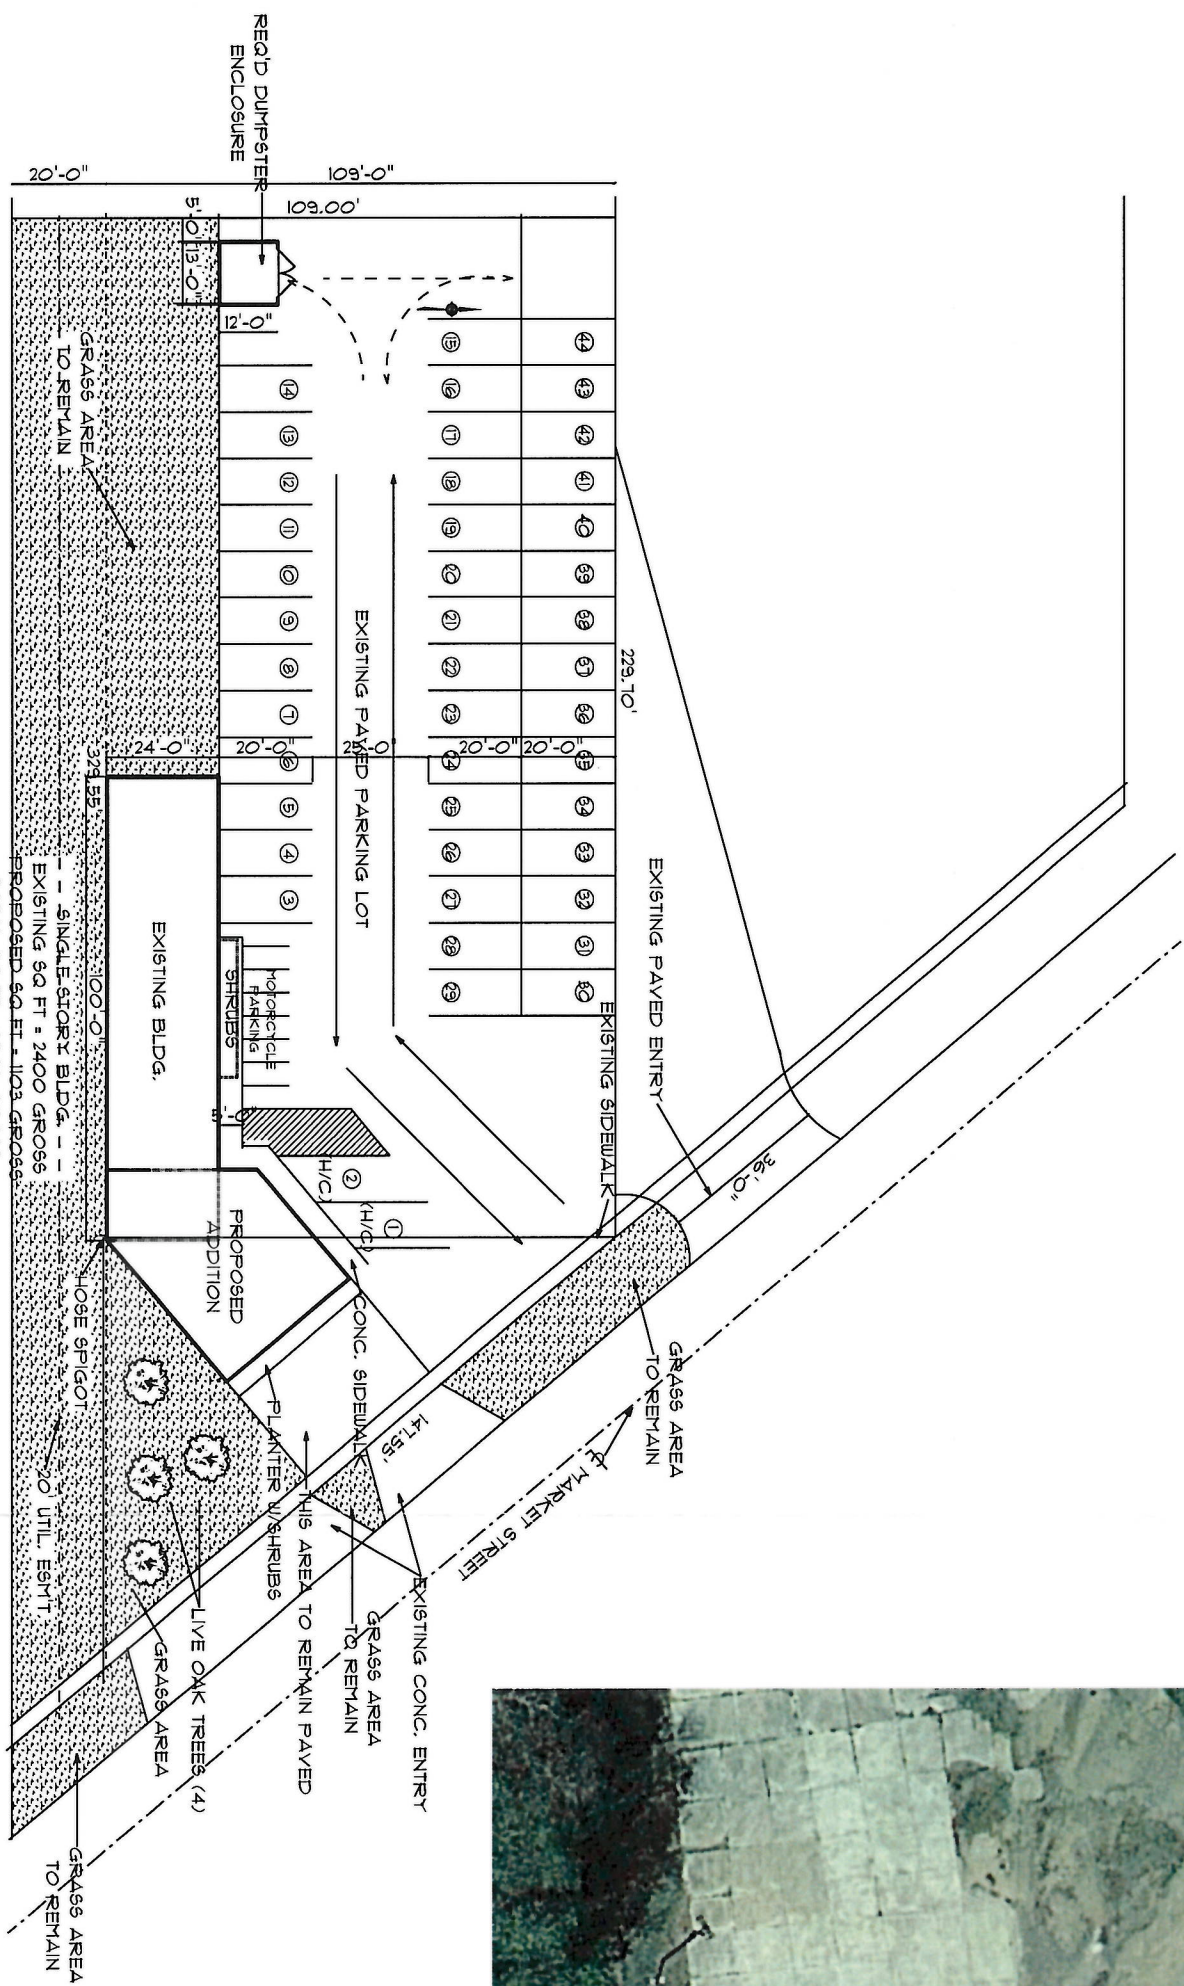 REQ'D DUMPSTER
ENCLOSURE
20'-0"
109'-0"
109.00'
5'-0"
13'-0"
12'-0"
GRASS AREA
TO REMAIN
44
43
42
41
40
39
38
37
36
35
34
33
32
31
30
15
16
17
18
19
20
21
22
23
24
25
26
27
28
29
14
13
12
11
10
9
8
7
6
5
4
3
EXISTING PAVED PARKING LOT
229.70'
24'-0"
20'-0"
25'-0"
20'-0"
20'-0"
329.55'
100'-0"
EXISTING BLDG.
SHRUBS
MOTORCYCLE
PARKING
5'-0"
SINGLE STORY BLDG.
EXISTING SQ FT = 2400 GROSS
PROPOSED SQ FT = 1103 GROSS
EXISTING PAVED ENTRY
EXISTING SIDEWALK
36'-0"
2
(H/C)
1
(H/C)
PROPOSED
ADDITION
HOSE SPIGOT
CONC. SIDEWALK
PLANTER W/SHRUBS
GRASS AREA
TO REMAIN
147.55'
℄ MARKET STREET
20' UTIL. ESM'T
LIVE OAK TREES (4)
GRASS AREA
THIS AREA TO REMAIN PAVED
GRASS AREA
TO REMAIN
EXISTING CONC. ENTRY
GRASS AREA
TO REMAIN